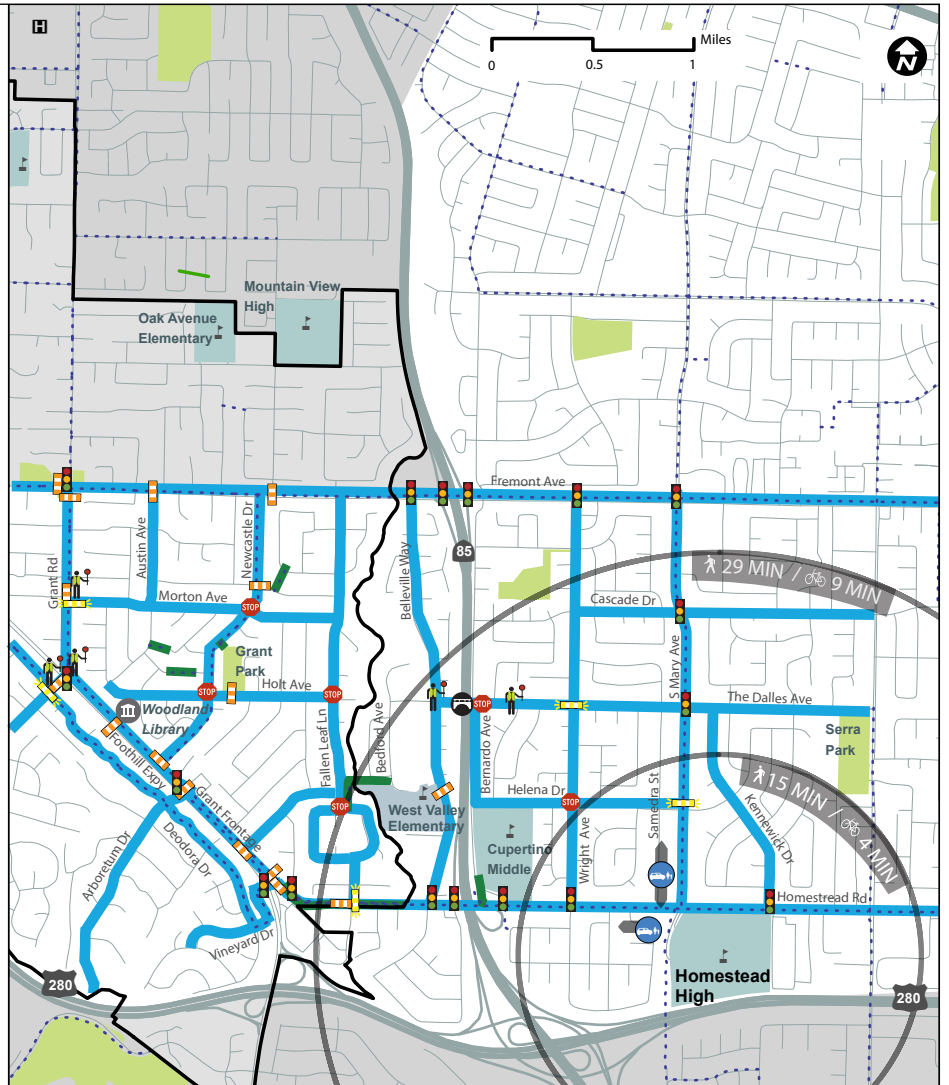 H
Miles
0
0.5
1
N
Mountain View
High
Oak Avenue
Elementary
Fremont Ave
85
Grant Rd
Austin Ave
Newcastle Dr
Belleville Way
29 MIN / 9 MIN
Morton Ave
STOP
Cascade Dr
Grant
Park
Holt Ave
STOP
STOP
STOP
S Mary Ave
The Dalles Ave
Woodland
Library
Fallen Leaf Ln
Bedford Ave
Bernardo Ave
Serra
Park
Foothill Expy
Grant Frontage
STOP
West Valley
Elementary
Helena Dr
STOP
Samedra St
15 MIN / 4 MIN
Kennewick Dr
Deodora Dr
Arboretum Dr
Cupertino
Middle
Wright Ave
Homestead Rd
Vineyard Dr
Homestead
High
280
280